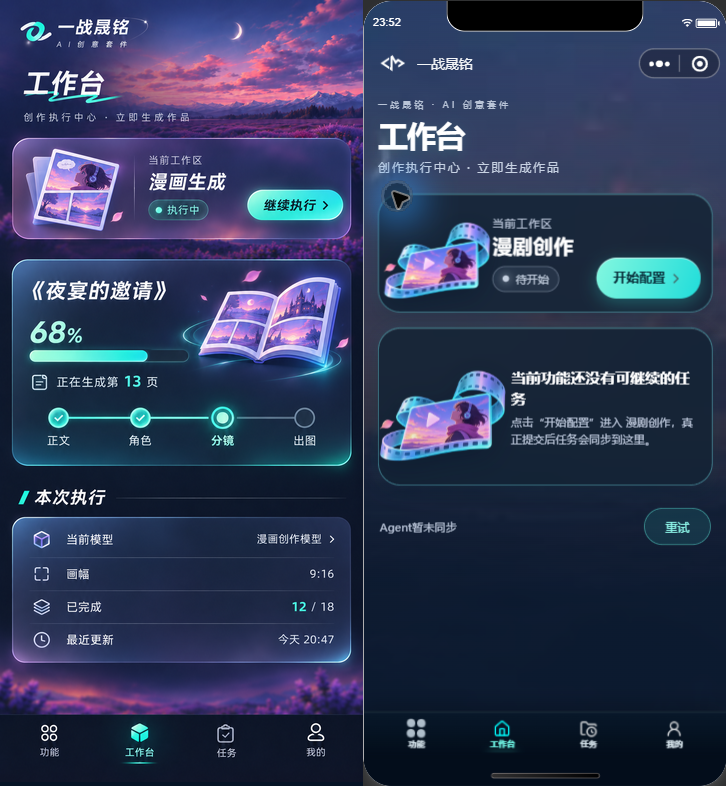 一战晟铭
AI 创意套件
工作台
创作执行中心 · 立即生成作品
当前工作区
漫画生成
执行中
继续执行
《夜宴的邀请》
68%
正在生成第 13 页
正文
角色
分镜
出图
本次执行
当前模型
漫画创作模型
画幅
9:16
已完成
12 / 18
最近更新
今天 20:47
功能
工作台
任务
我的
23:52
一战晟铭
一战晟铭 · AI 创意套件
工作台
创作执行中心 · 立即生成作品
当前工作区
漫剧创作
待开始
开始配置
当前功能还没有可继续的任
务
点击“开始配置”进入 漫剧创作，真
正提交后任务会同步到这里。
Agent暂未同步
重试
功能
工作台
任务
我的